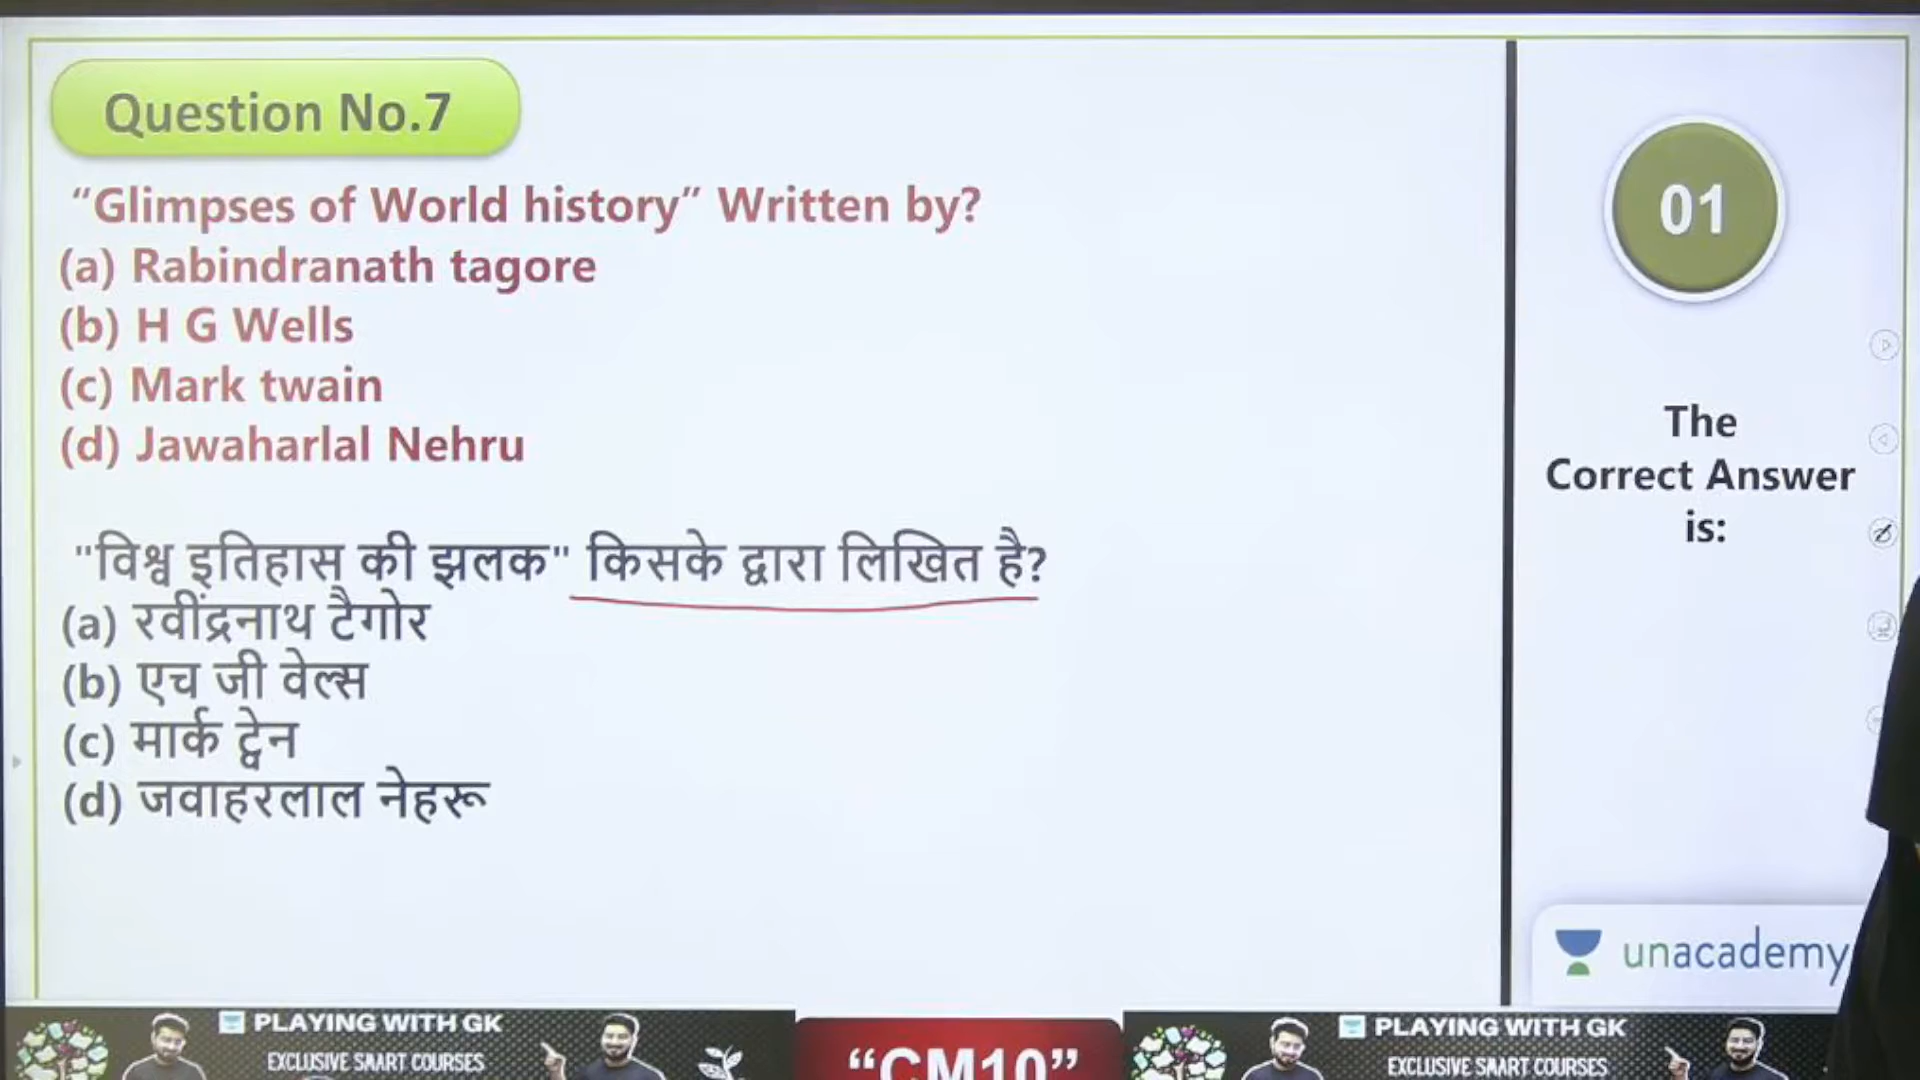 Question No.7
“Glimpses of World history” Written by?
(a) Rabindranath tagore
(b) H G Wells
(c) Mark twain
(d) Jawaharlal Nehru
"विश्व इतिहास की झलक" किसके द्वारा लिखित है?
(a) रवींद्रनाथ टैगोर
(b) एच जी वेल्स
(c) मार्क ट्वेन
(d) जवाहरलाल नेहरू
01
The
Correct Answer
is:
unacademy
PLAYING WITH GK
EXCLUSIVE SMART COURSES
“CM10”
PLAYING WITH GK
EXCLUSIVE SMART COURSES